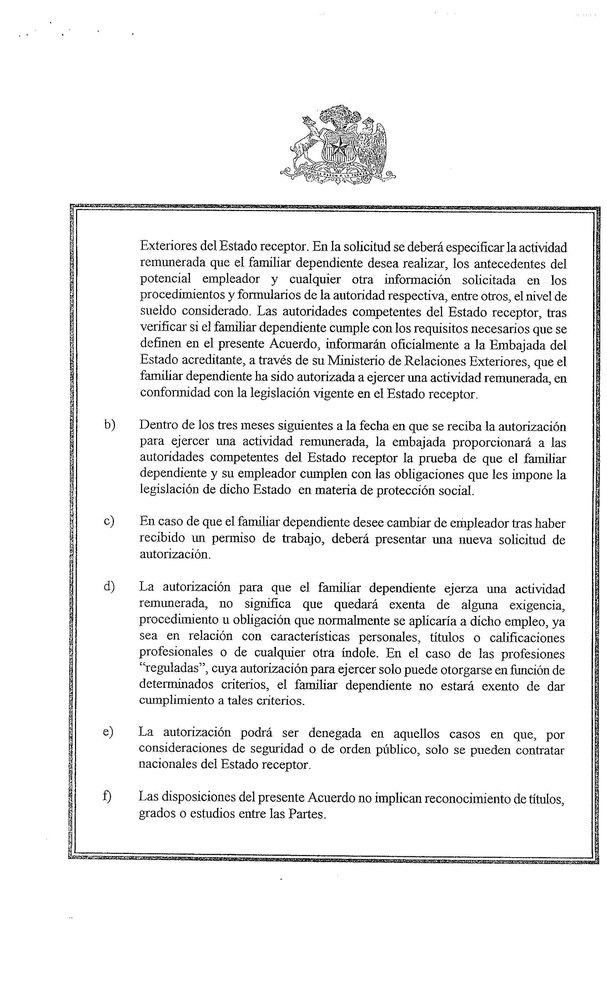 POR LA RAZON O LA FUERZA
Exteriores del Estado receptor. En la solicitud se deberá especificar la actividad
remunerada que el familiar dependiente desea realizar, los antecedentes del
potencial empleador y cualquier otra información solicitada en los
procedimientos y formularios de la autoridad respectiva, entre otros, el nivel de
sueldo considerado. Las autoridades competentes del Estado receptor, tras
verificar si el familiar dependiente cumple con los requisitos necesarios que se
definen en el presente Acuerdo, informarán oficialmente a la Embajada del
Estado acreditante, a través de su Ministerio de Relaciones Exteriores, que el
familiar dependiente ha sido autorizada a ejercer una actividad remunerada, en
conformidad con la legislación vigente en el Estado receptor.
b) Dentro de los tres meses siguientes a la fecha en que se reciba la autorización
para ejercer una actividad remunerada, la embajada proporcionará a las
autoridades competentes del Estado receptor la prueba de que el familiar
dependiente y su empleador cumplen con las obligaciones que les impone la
legislación de dicho Estado en materia de protección social.
c) En caso de que el familiar dependiente desee cambiar de empleador tras haber
recibido un permiso de trabajo, deberá presentar una nueva solicitud de
autorización.
d) La autorización para que el familiar dependiente ejerza una actividad
remunerada, no significa que quedará exenta de alguna exigencia,
procedimiento u obligación que normalmente se aplicaría a dicho empleo, ya
sea en relación con características personales, títulos o calificaciones
profesionales o de cualquier otra índole. En el caso de las profesiones
“reguladas”, cuya autorización para ejercer solo puede otorgarse en función de
determinados criterios, el familiar dependiente no estará exento de dar
cumplimiento a tales criterios.
e) La autorización podrá ser denegada en aquellos casos en que, por
consideraciones de seguridad o de orden público, solo se pueden contratar
nacionales del Estado receptor.
f) Las disposiciones del presente Acuerdo no implican reconocimiento de títulos,
grados o estudios entre las Partes.